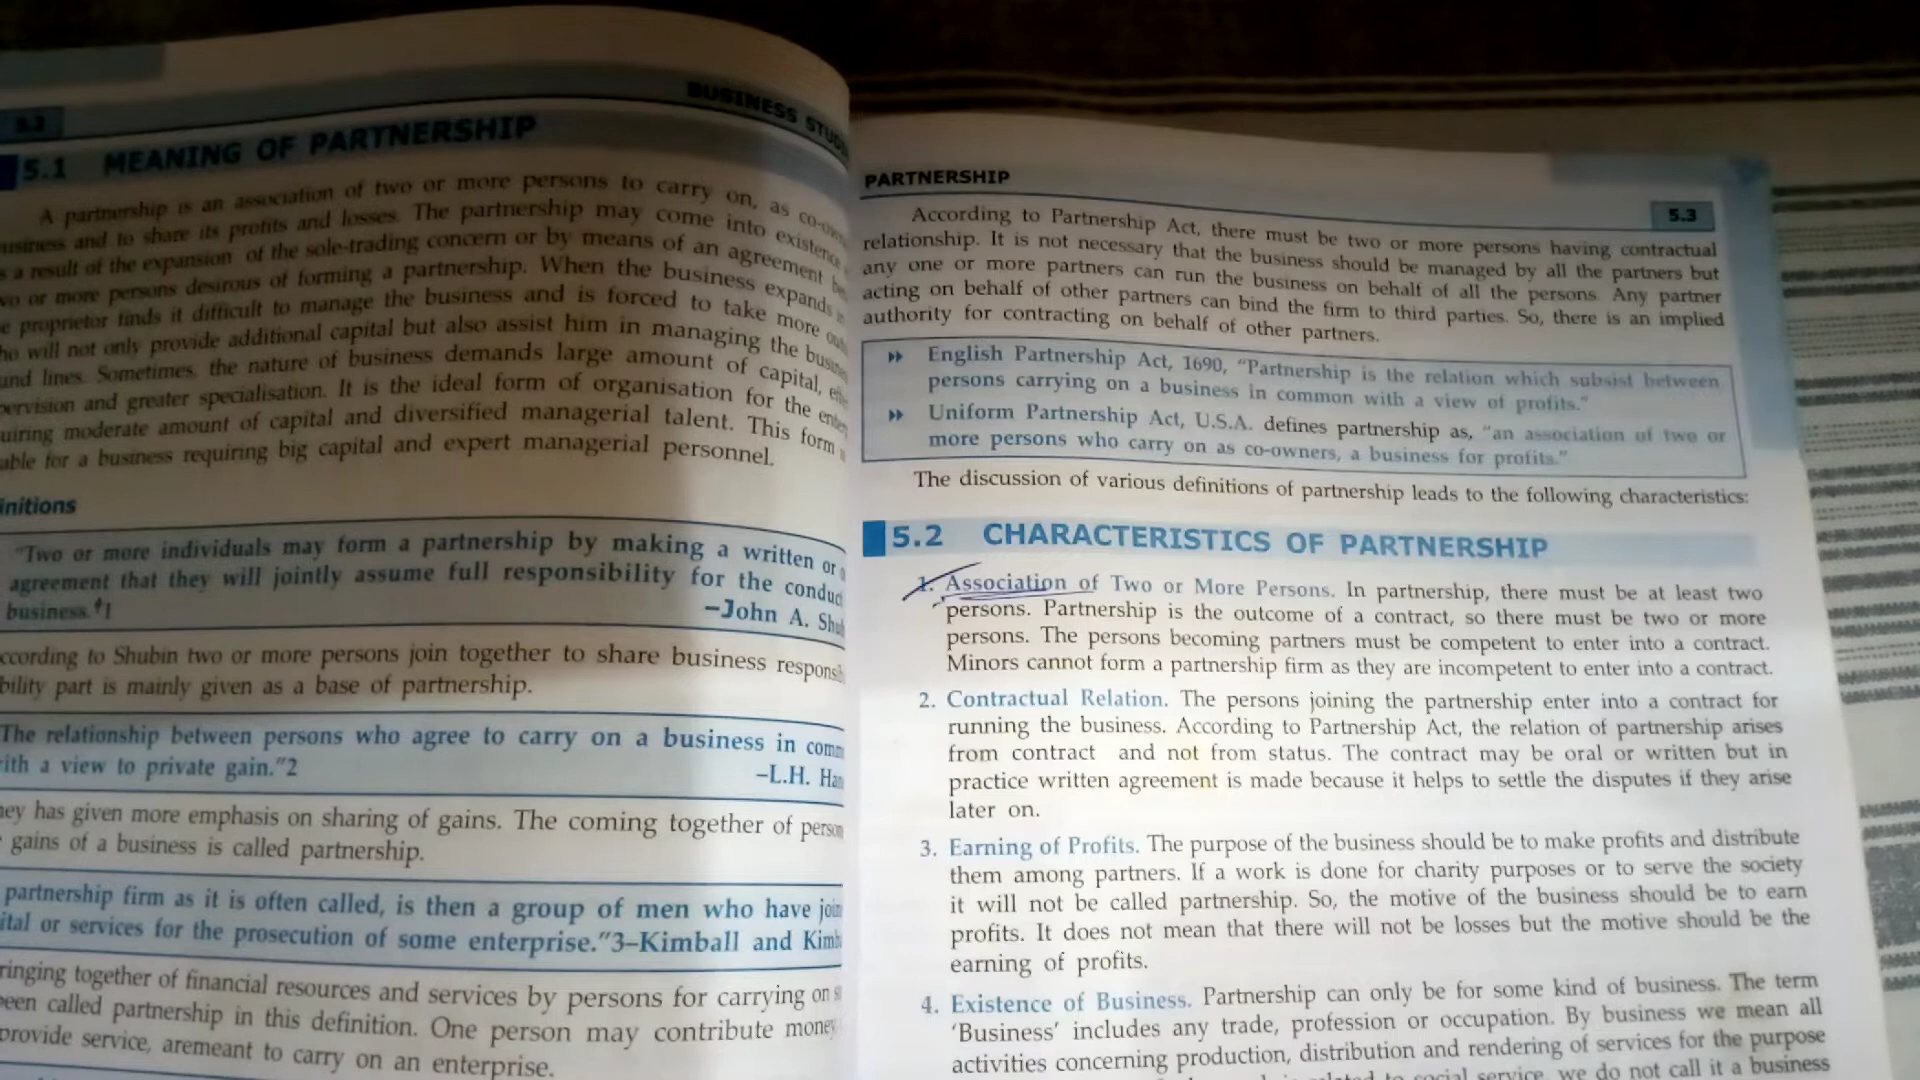 5.2
BUSINESS STUD
5.1 MEANING OF PARTNERSHIP
A partnership is an association of two or more persons to carry on, as co-own
usiness and to share its profits and losses. The partnership may come into existence
s a result of the expansion of the sole-trading concern or by means of an agreement be
wo or more persons desirous of forming a partnership. When the business expands
e proprietor finds it difficult to manage the business and is forced to take more
ho will not only provide additional capital but also assist him in managing the busin
and lines. Sometimes, the nature of business demands large amount of capital,
pervision and greater specialisation. It is the ideal form of organisation for the
uiring moderate amount of capital and diversified managerial talent. This form
able for a business requiring big capital and expert managerial personnel.
initions
"Two or more individuals may form a partnership by making a written or
agreement that they will jointly assume full responsibility for the conduc
business."1
–John A. Shub
ccording to Shubin two or more persons join together to share business responsi
bility part is mainly given as a base of partnership.
The relationship between persons who agree to carry on a business in comm
ith a view to private gain."2
–L.H. Han
ney has given more emphasis on sharing of gains. The coming together of person
gains of a business is called partnership.
partnership firm as it is often called, is then a group of men who have join
ital or services for the prosecution of some enterprise."3–Kimball and Kimb
ringing together of financial resources and services by persons for carrying on s
been called partnership in this definition. One person may contribute money
provide service, aremeant to carry on an enterprise.
PARTNERSHIP
5.3
According to Partnership Act, there must be two or more persons having contractual
relationship. It is not necessary that the business should be managed by all the partners but
any one or more partners can run the business on behalf of all the persons. Any partner
acting on behalf of other partners can bind the firm to third parties. So, there is an implied
authority for contracting on behalf of other partners.
English Partnership Act, 1690, "Partnership is the relation which subsist between
persons carrying on a business in common with a view of profits."
Uniform Partnership Act, U.S.A. defines partnership as, "an association of two or
more persons who carry on as co-owners, a business for profits."
The discussion of various definitions of partnership leads to the following characteristics:
5.2 CHARACTERISTICS OF PARTNERSHIP
1. Association of Two or More Persons. In partnership, there must be at least two
persons. Partnership is the outcome of a contract, so there must be two or more
persons. The persons becoming partners must be competent to enter into a contract.
Minors cannot form a partnership firm as they are incompetent to enter into a contract.
2. Contractual Relation. The persons joining the partnership enter into a contract for
running the business. According to Partnership Act, the relation of partnership arises
from contract and not from status. The contract may be oral or written but in
practice written agreement is made because it helps to settle the disputes if they arise
later on.
3. Earning of Profits. The purpose of the business should be to make profits and distribute
them among partners. If a work is done for charity purposes or to serve the society
it will not be called partnership. So, the motive of the business should be to earn
profits. It does not mean that there will not be losses but the motive should be the
earning of profits.
4. Existence of Business. Partnership can only be for some kind of business. The term
'Business' includes any trade, profession or occupation. By business we mean all
activities concerning production, distribution and rendering of services for the purpose
to social service, we do not call it a business